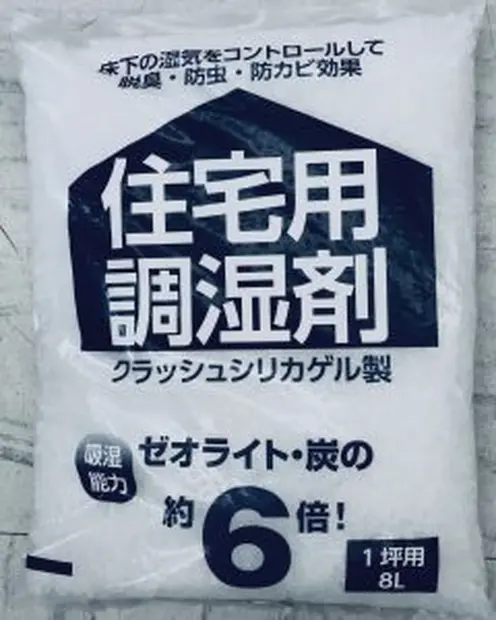 床下の湿気をコントロールして
脱臭・防虫・防カビ効果
住宅用
調湿剤
クラッシュシリカゲル製
吸湿
能力
ゼオライト・炭の
約6倍!
1坪用
8L